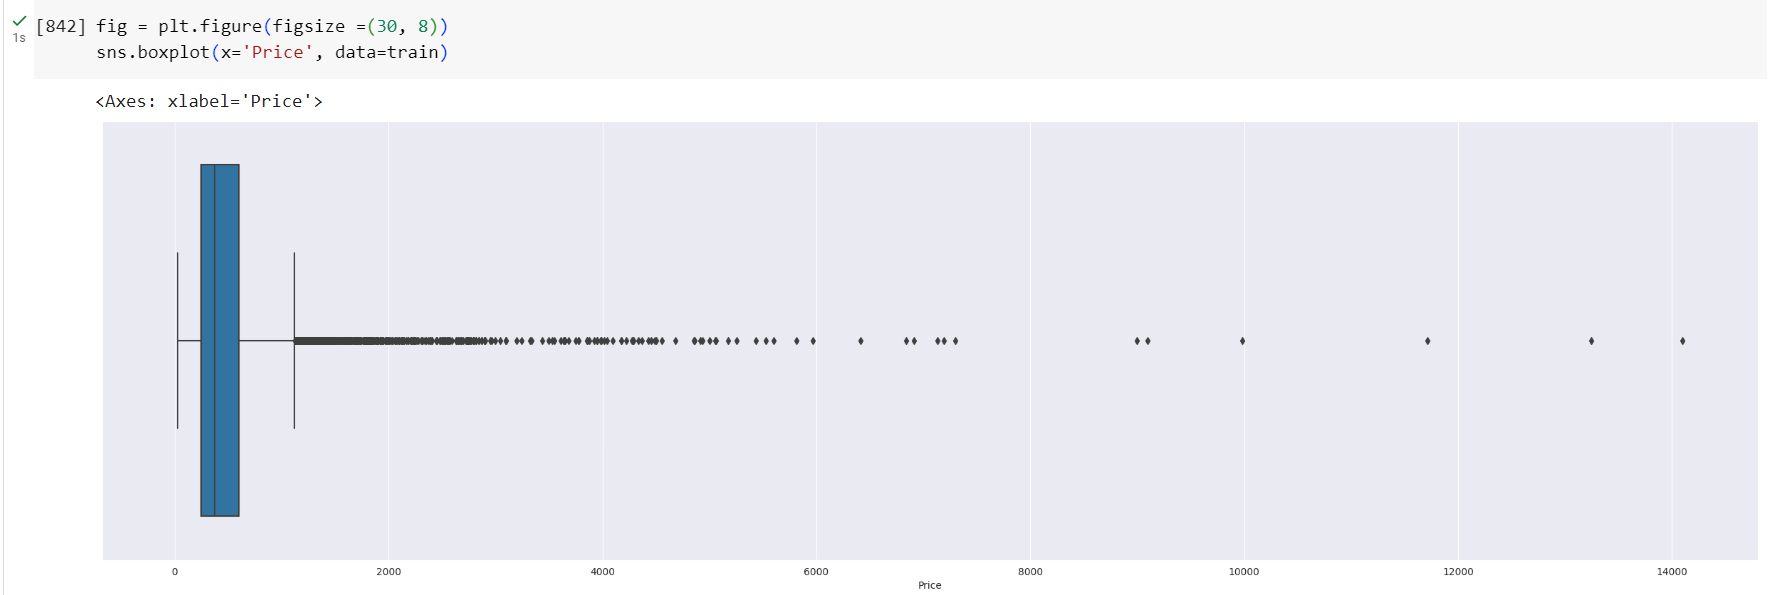 [842] fig = plt.figure(figsize =(30, 8))
1s
sns.boxplot(x='Price', data=train)
<Axes: xlabel='Price'>
0 2000 4000 6000 8000 10000 12000 14000
Price